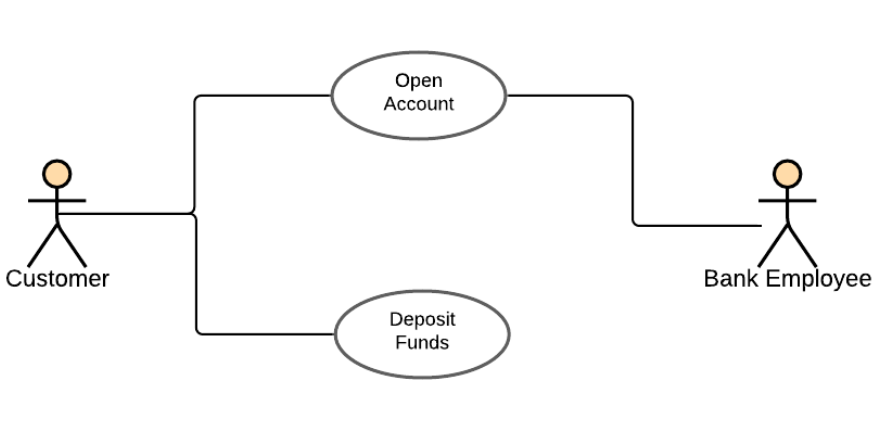 Open
Account
Customer
Bank Employee
Deposit
Funds